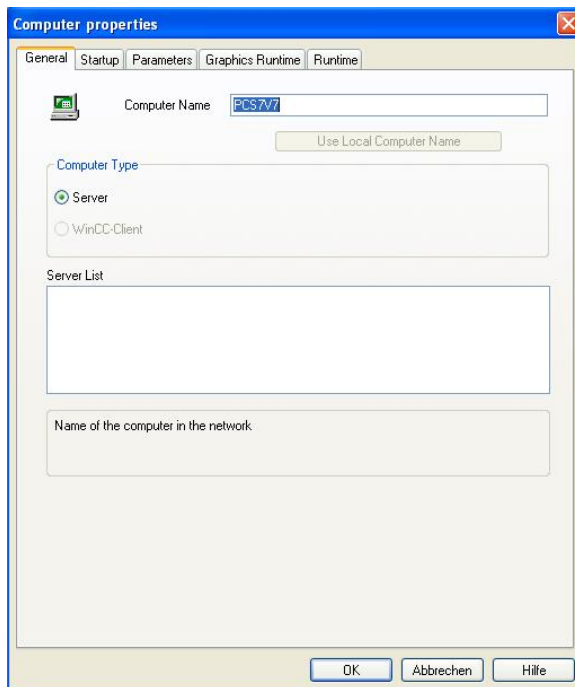 Computer properties
General Startup Parameters Graphics Runtime Runtime
Computer Name PCS7V7
Use Local Computer Name
Computer Type
Server
WinCC-Client
Server List
Name of the computer in the network
OK Abbrechen Hilfe